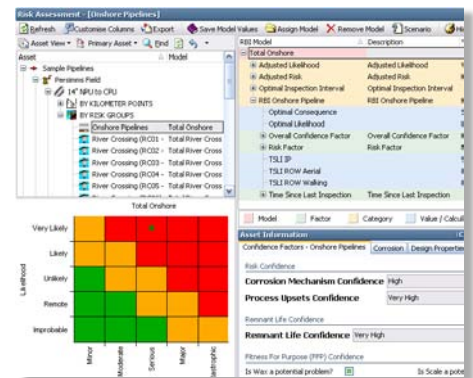 Risk Assessment - [Onshore Pipelines]
Refresh Customise Columns Export Save Model Values Assign Model Remove Model Scenario
Asset View Primary Asset Find
Asset Model
Sample Pipelines
Persimns Field
14" NPU to CPU
BY KILOMETER POINTS
BY RISK GROUPS
Onshore Pipelines Total Onshore
River Crossing (RC01 - Total River Cross
River Crossing (RC02 - Total River Cross
River Crossing (RC03 - Total River Cross
River Crossing (RC04 - Total River Cross
River Crossing (RC05 - Total River Cross
RBI Model Description
Total Onshore
Adjusted Likelihood Adjusted Likelihood
Adjusted Risk Adjusted Risk
Optimal Inspection Interval Optimal Inspection Interval
RBI Onshore Pipeline RBI Onshore Pipeline
Optimal Consequence
Optimal Likelihood
Overall Confidence Factor Overall Confidence Factor
Risk Factor Risk Factor
TSLI IP
TSLI ROW Aerial
TSLI ROW Walking
Time Since Last Inspection Time Since Last Inspection
Model Factor Category Value / Calcul
Total Onshore
Likelihood
Very Likely
Likely
Unlikely
Remote
Improbable
Minor
Moderate
Serious
Major
lastrophic
Asset Information
Confidence Factors - Onshore Pipelines Corrosion Design Properties
Risk Confidence
Corrosion Mechanism Confidence High
Process Upsets Confidence Very High
Remnant Life Confidence
Remnant Life Confidence Very High
Fitness For Purpose (FFP) Confidence
Is Wax a potential problem? Is Scale a pote